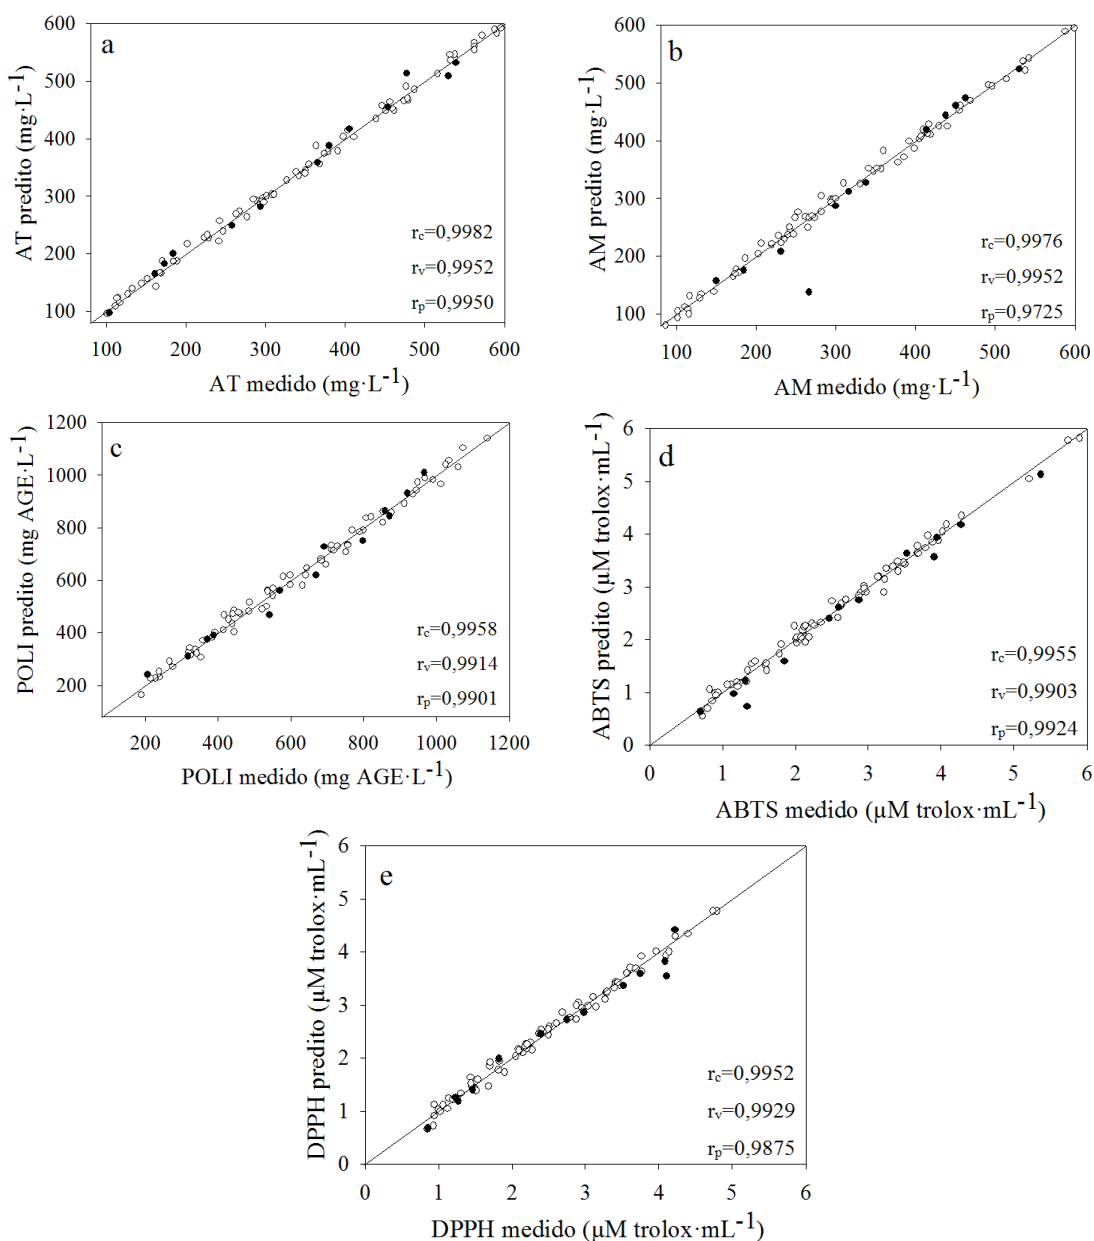 a
600
500
400
300
200
100
AT predito (mg·L-1)
rc=0,9982
rv=0,9952
rp=0,9950
100 200 300 400 500 600
AT medido (mg·L-1)
b
600
500
400
300
200
100
AM predito (mg·L-1)
rc=0,9976
rv=0,9952
rp=0,9725
100 200 300 400 500 600
AM medido (mg·L-1)
c
1200
1000
800
600
400
200
POLI predito (mg AGE·L-1)
rc=0,9958
rv=0,9914
rp=0,9901
200 400 600 800 1000 1200
POLI medido (mg AGE·L-1)
d
6
5
4
3
2
1
0
ABTS predito (µM trolox·mL-1)
rc=0,9955
rv=0,9903
rp=0,9924
0 1 2 3 4 5 6
ABTS medido (µM trolox·mL-1)
e
6
5
4
3
2
1
0
DPPH predito (µM trolox·mL-1)
rc=0,9952
rv=0,9929
rp=0,9875
0 1 2 3 4 5 6
DPPH medido (µM trolox·mL-1)